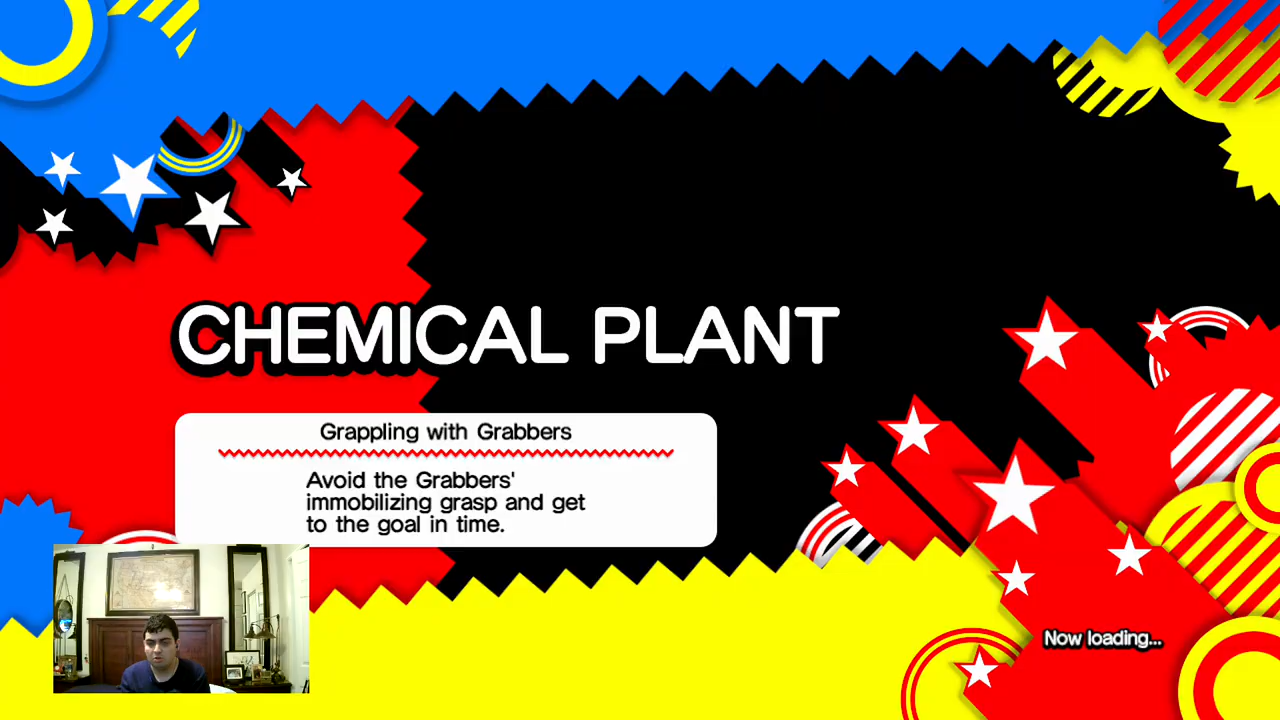 CHEMICAL PLANT
Grappling with Grabbers
Avoid the Grabbers'
immobilizing grasp and get
to the goal in time.
Now loading...